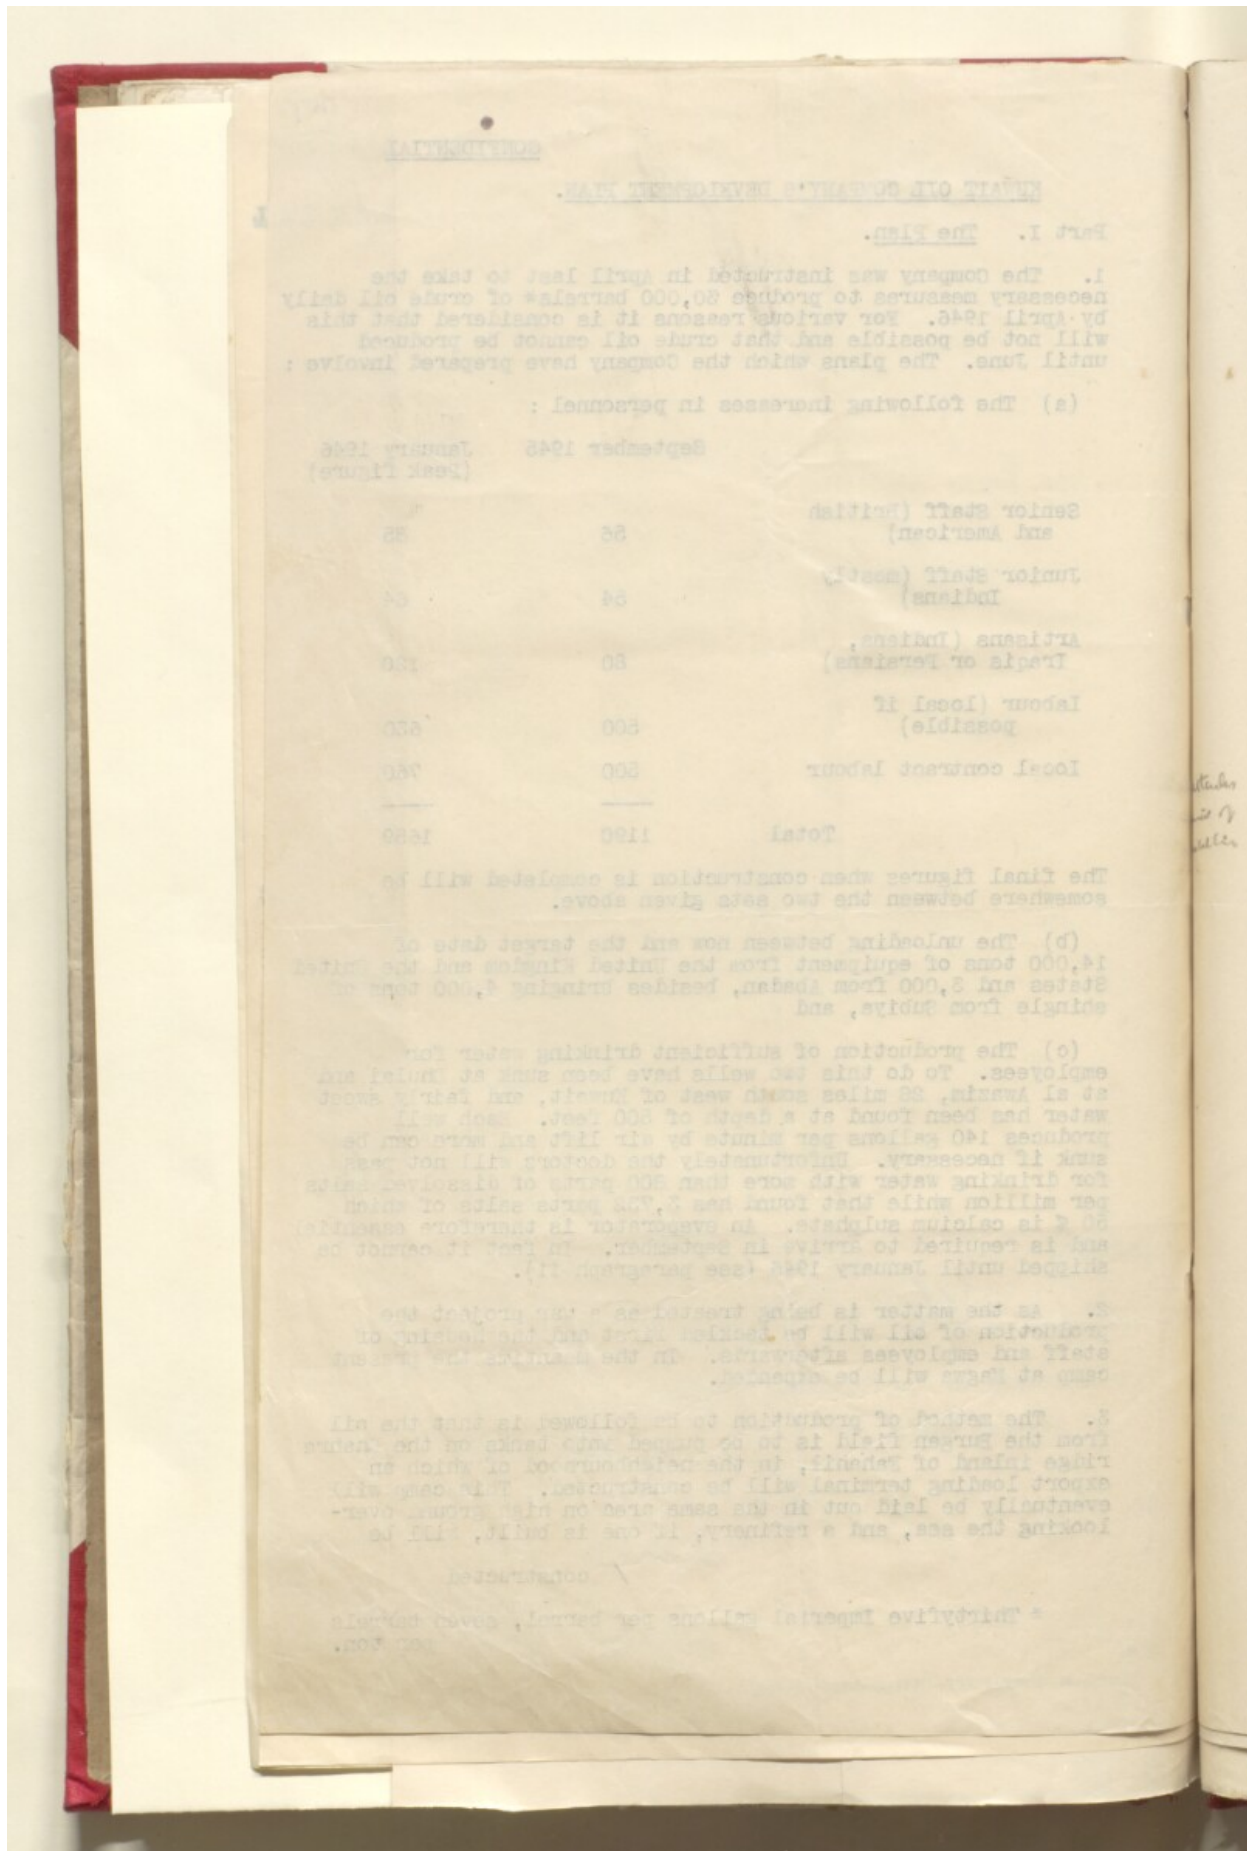 CONFIDENTIAL
KUWAIT OIL COMPANY'S DEVELOPMENT PLAN.
Part I. The Plan.
1. The Company was instructed in April last to take the
necessary measures to produce 30,000 barrels* of crude oil daily
by April 1946. For various reasons it is considered that this
will not be possible and that crude oil cannot be produced
until June. The plans which the Company have prepared involve :
(a) The following increases in personnel :
September 1945 January 1946
(Peak figure)
Senior Staff (British
and American) 56 85
Junior Staff (mostly
Indians) 54 64
Artisans (Indians,
Iraqis or Persians) 80 120
Labour (local if
possible) 500 630
Local contract labour 500 760
Total 1190 1659
The final figures when construction is completed will be
somewhere between the two sets given above.
(b) The unloading between now and the target date of
14,000 tons of equipment from the United Kingdom and the United
States and 3,000 from Abadan, besides bringing 4,000 tons of
shingle from Subiya, and
(c) The production of sufficient drinking water for
employees. To do this two wells have been sunk at
at al Awazim, 28 miles south west of Kuwait, and fairly sweet
water has been found at a depth of 500 feet. Each well
produces 140 gallons per minute by air lift and more can be
sunk if necessary. Unfortunately the doctors will not pass
for drinking water with more than 800 parts of dissolved salts
per million while that found has 3,732 parts salts of which
50 % is calcium sulphate. An evaporator is therefore essential
and is required to arrive in September. In fact it cannot be
shipped until January 1946 (see paragraph 11).
2. As the matter is being treated as a war project the
production of oil will be tackled first and the housing of
staff and employees afterwards. In the meantime the present
camp at Magwa will be expanded.
3. The method of production to be followed is that the oil
from the Burgan field is to be pumped into tanks on the
ridge inland of Fahahil, in the neighbourhood of which an
export loading terminal will be constructed. This camp will
eventually be laid out in the same area on high ground over-
looking the sea, and a refinery, if one is built, will be
/ constructed
* Thirtyfive Imperial gallons per barrel, seven barrels
per ton.